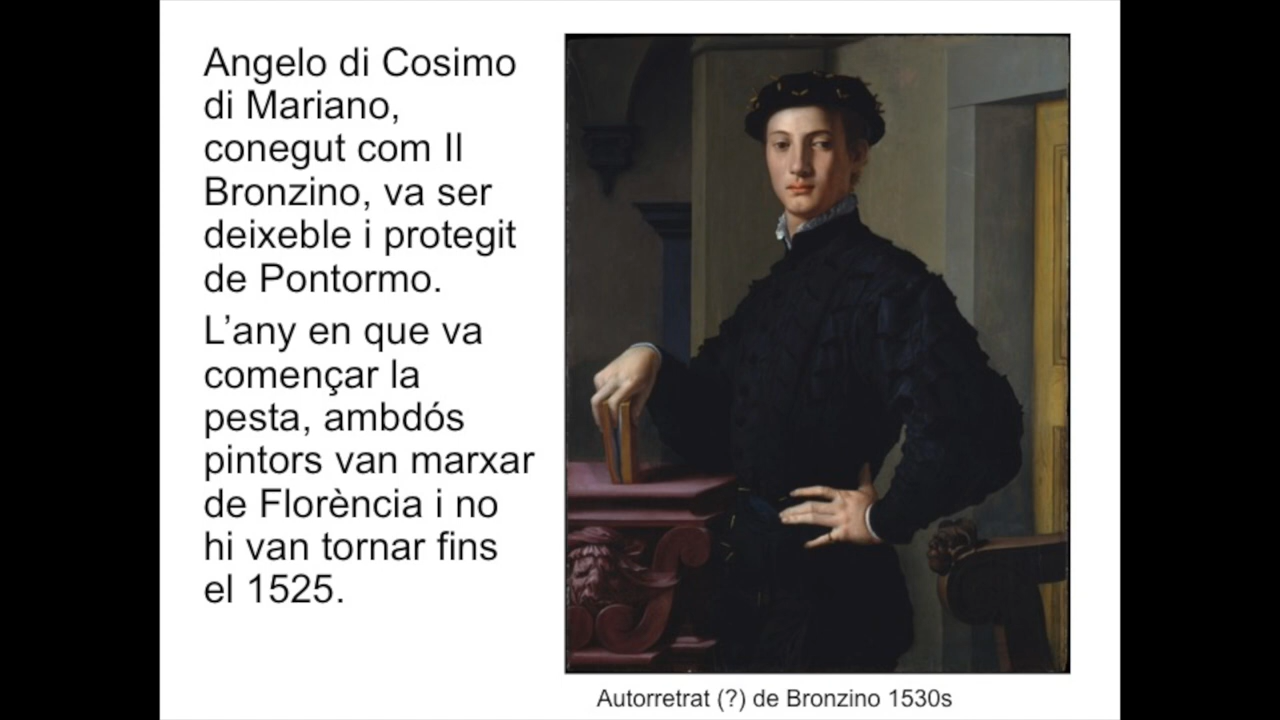 Angelo di Cosimo
di Mariano,
conegut com Il
Bronzino, va ser
deixeble i protegit
de Pontormo.
L’any en que va
començar la
pesta, ambdós
pintors van marxar
de Florència i no
hi van tornar fins
el 1525.
Autorretrat (?) de Bronzino 1530s